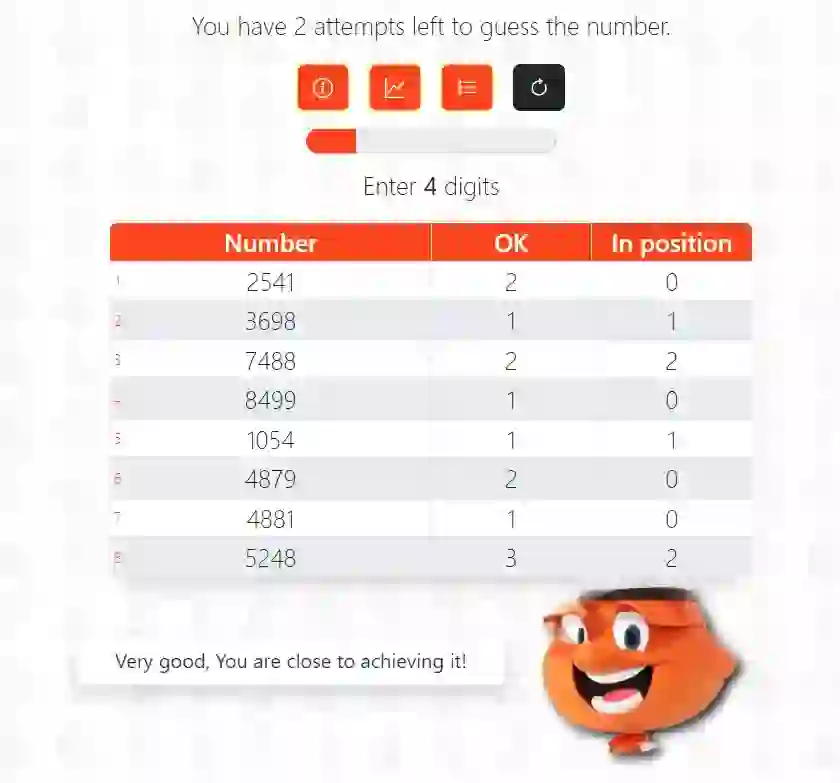 You have 2 attempts left to guess the number.
Enter 4 digits
Number OK In position
1 2541 2 0
2 3698 1 1
3 7488 2 2
8499 1 0
5 1054 1 1
6 4879 2 0
7 4881 1 0
8 5248 3 2
Very good, You are close to achieving it!